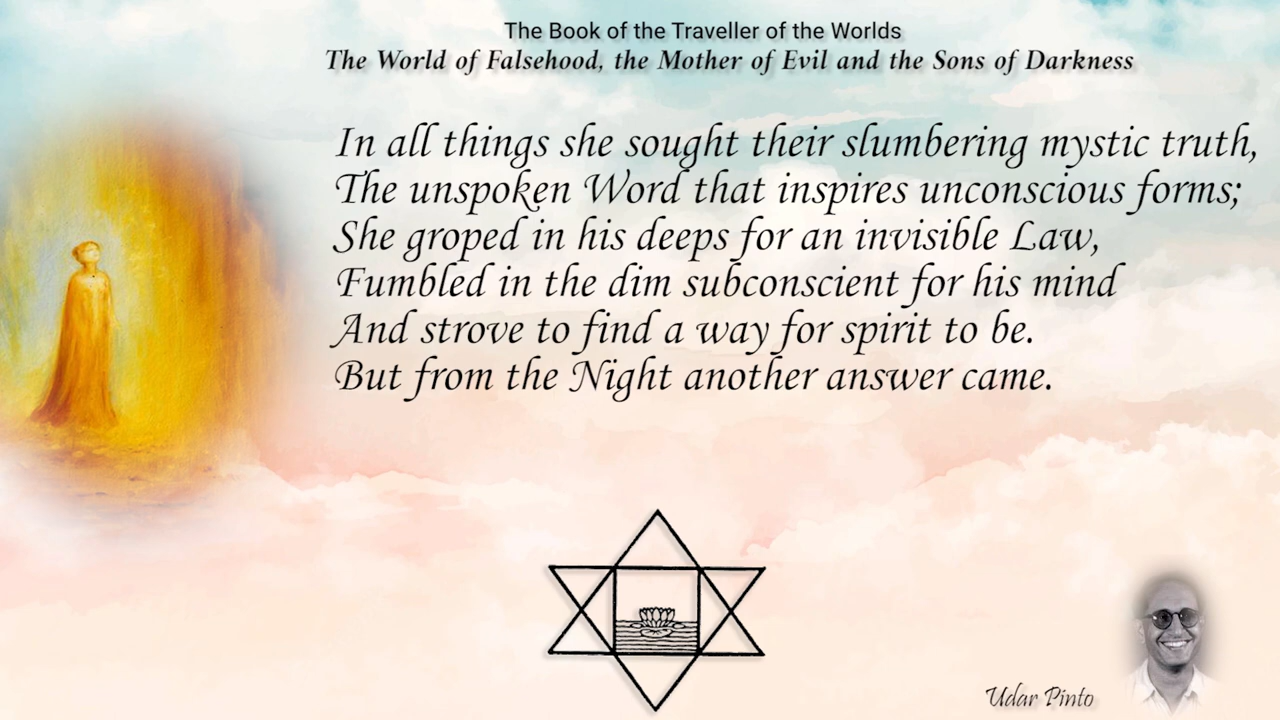 The Book of the Traveller of the Worlds
The World of Falsehood, the Mother of Evil and the Sons of Darkness
In all things she sought their slumbering mystic truth,
The unspoken Word that inspires unconscious forms;
She groped in his deeps for an invisible Law,
Fumbled in the dim subconscient for his mind
And strove to find a way for spirit to be.
But from the Night another answer came.
Udar Pinto